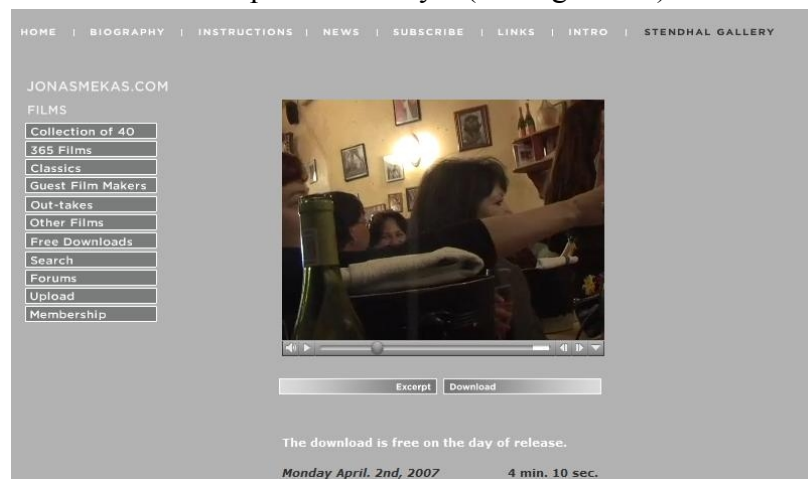 HOME | BIOGRAPHY | INSTRUCTIONS | NEWS | SUBSCRIBE | LINKS | INTRO | STENDHAL GALLERY
JONASMEKAS.COM
FILMS
Collection of 40
365 Films
Classics
Guest Film Makers
Out-takes
Other Films
Free Downloads
Search
Forums
Upload
Membership
Excerpt Download
The download is free on the day of release.
Monday April. 2nd, 2007 4 min. 10 sec.